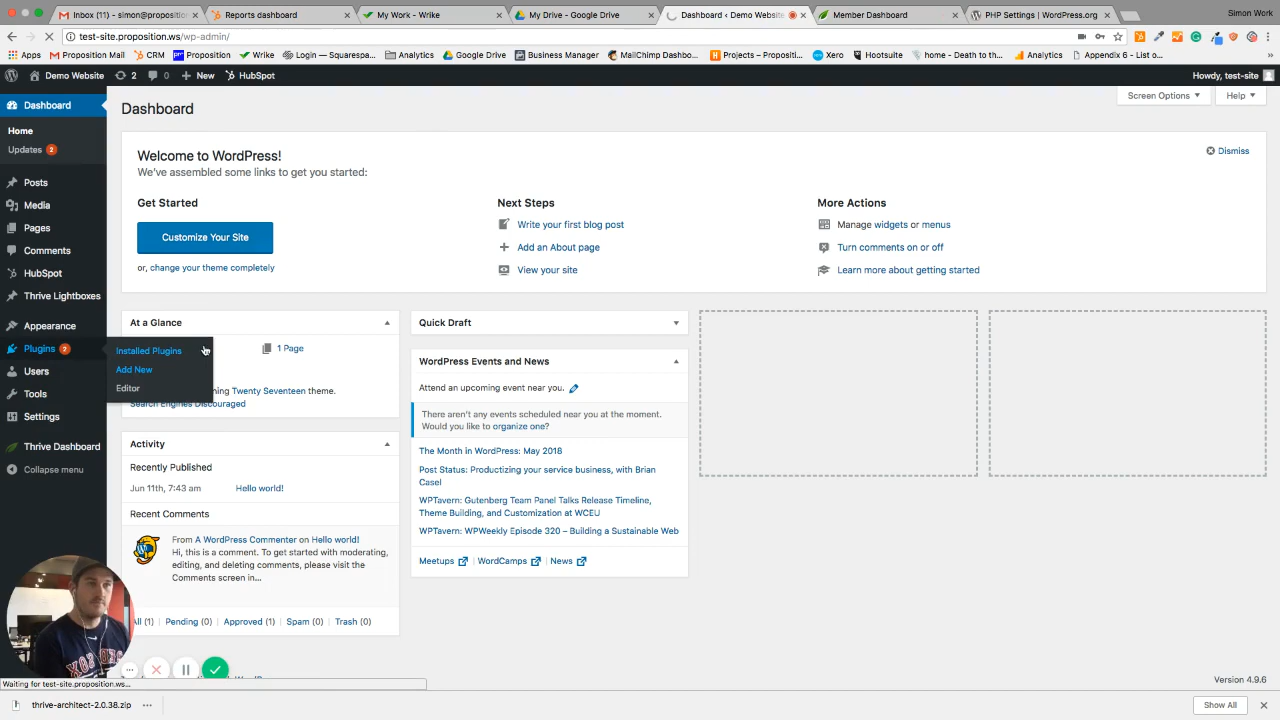 Inbox (11) - simon@proposition
Reports dashboard
My Work - Wrike
My Drive - Google Drive
Dashboard ‹ Demo Website
Member Dashboard
PHP Settings | WordPress.org
Simon Work
test-site.proposition.ws/wp-admin/
Apps
Proposition Mail
CRM
Proposition
Wrike
Login — Squarespa...
Analytics
Google Drive
Business Manager
MailChimp Dashbo...
Projects – Propositi...
Xero
Hootsuite
home - Death to th...
Analytics
Appendix 6 - List o...
Demo Website
2
0
New
HubSpot
Howdy, test-site
Dashboard
Home
Updates 2
Posts
Media
Pages
Comments
HubSpot
Thrive Lightboxes
Appearance
Plugins 2
Users
Tools
Settings
Thrive Dashboard
Collapse menu
Installed Plugins
Add New
Editor
Dashboard
Screen Options
Help
Welcome to WordPress!
We've assembled some links to get you started:
Dismiss
Get Started
Customize Your Site
or, change your theme completely
Next Steps
Write your first blog post
Add an About page
View your site
More Actions
Manage widgets or menus
Turn comments on or off
Learn more about getting started
At a Glance
1 Page
Twenty Seventeen theme.
Search Engines Discouraged
Activity
Recently Published
Jun 11th, 7:43 am Hello world!
Recent Comments
From A WordPress Commenter on Hello world!
Hi, this is a comment. To get started with moderating,
editing, and deleting comments, please visit the
Comments screen in...
(1) Pending (0) Approved (1) Spam (0) Trash (0)
Quick Draft
WordPress Events and News
Attend an upcoming event near you.
There aren't any events scheduled near you at the moment.
Would you like to organize one?
The Month in WordPress: May 2018
Post Status: Productizing your service business, with Brian
Casel
WPTavern: Gutenberg Team Panel Talks Release Timeline,
Theme Building, and Customization at WCEU
WPTavern: WPWeekly Episode 320 – Building a Sustainable Web
Meetups | WordCamps | News
Version 4.9.6
Waiting for test-site.proposition.ws...
thrive-architect-2.0.38.zip
Show All